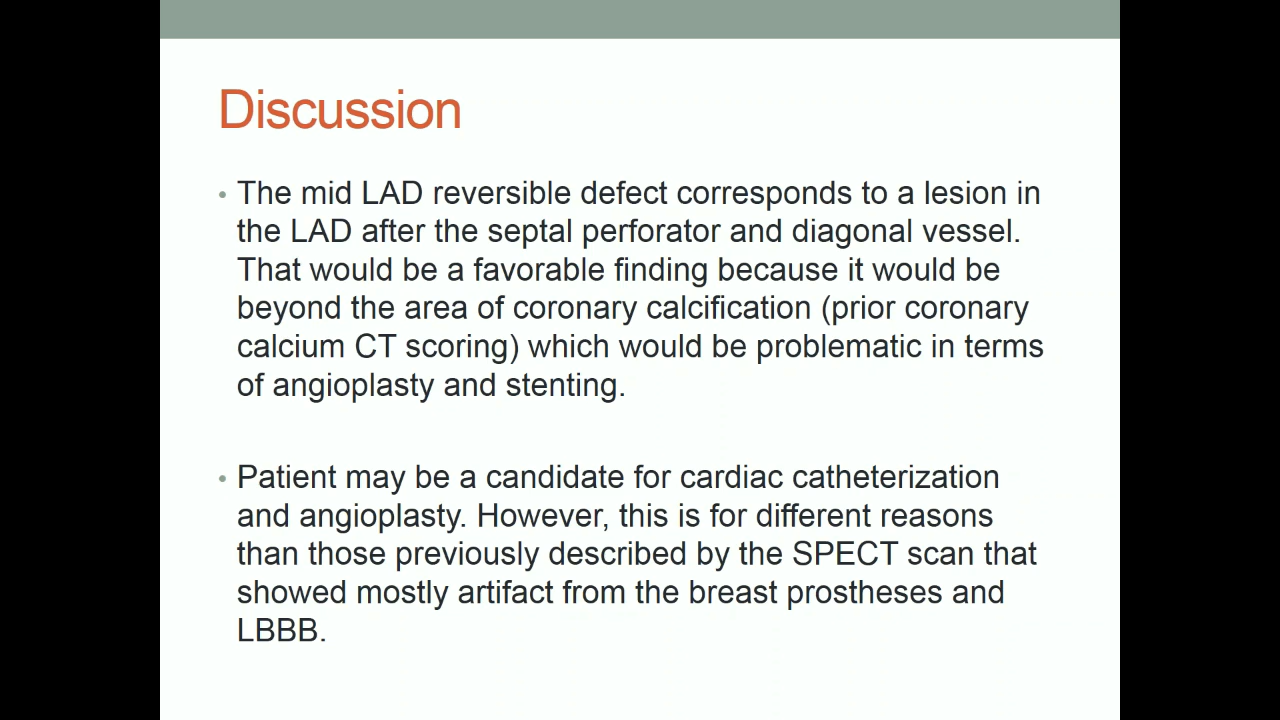 Discussion
• The mid LAD reversible defect corresponds to a lesion in
the LAD after the septal perforator and diagonal vessel.
That would be a favorable finding because it would be
beyond the area of coronary calcification (prior coronary
calcium CT scoring) which would be problematic in terms
of angioplasty and stenting.
• Patient may be a candidate for cardiac catheterization
and angioplasty. However, this is for different reasons
than those previously described by the SPECT scan that
showed mostly artifact from the breast prostheses and
LBBB.